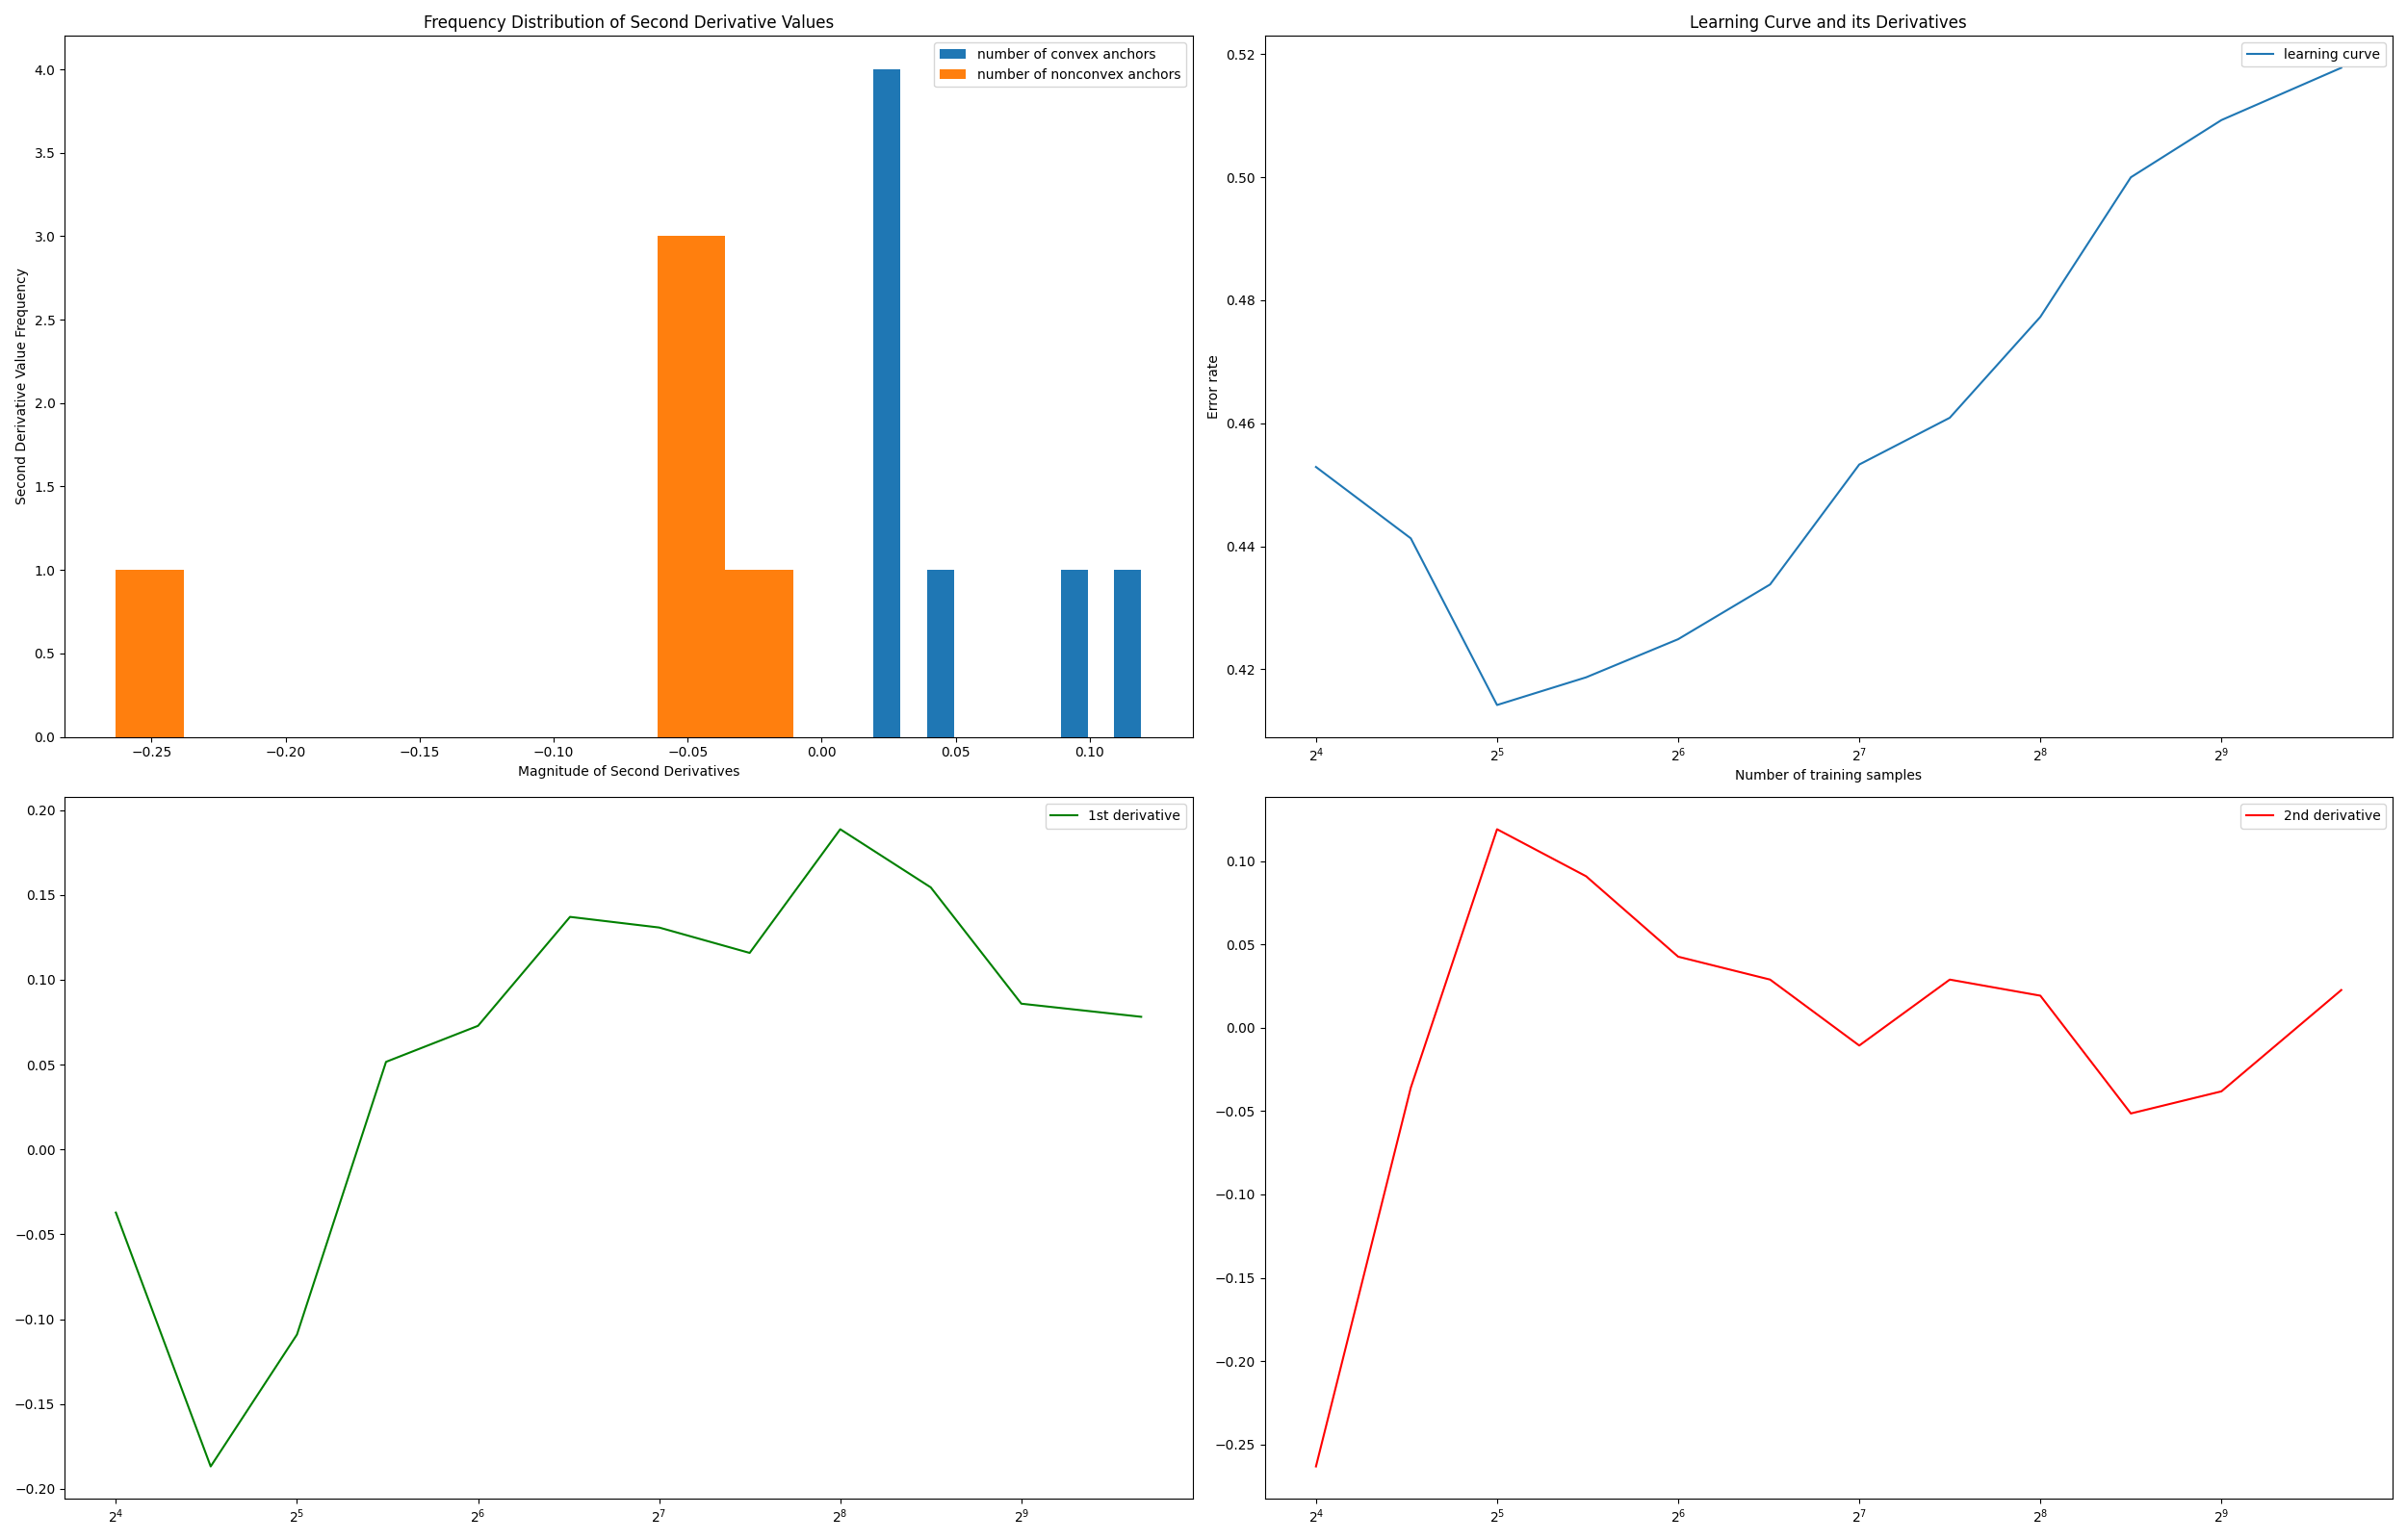 Frequency Distribution of Second Derivative Values
number of convex anchors
number of nonconvex anchors
Second Derivative Value Frequency
4.0
3.5
3.0
2.5
2.0
1.5
1.0
0.5
0.0
−0.25 −0.20 −0.15 −0.10 −0.05 0.00 0.05 0.10
Magnitude of Second Derivatives
Learning Curve and its Derivatives
learning curve
Error rate
0.52
0.50
0.48
0.46
0.44
0.42
2⁴ 2⁵ 2⁶ 2⁷ 2⁸ 2⁹
Number of training samples
1st derivative
0.20
0.15
0.10
0.05
0.00
−0.05
−0.10
−0.15
−0.20
2⁴ 2⁵ 2⁶ 2⁷ 2⁸ 2⁹
2nd derivative
0.10
0.05
0.00
−0.05
−0.10
−0.15
−0.20
−0.25
2⁴ 2⁵ 2⁶ 2⁷ 2⁸ 2⁹